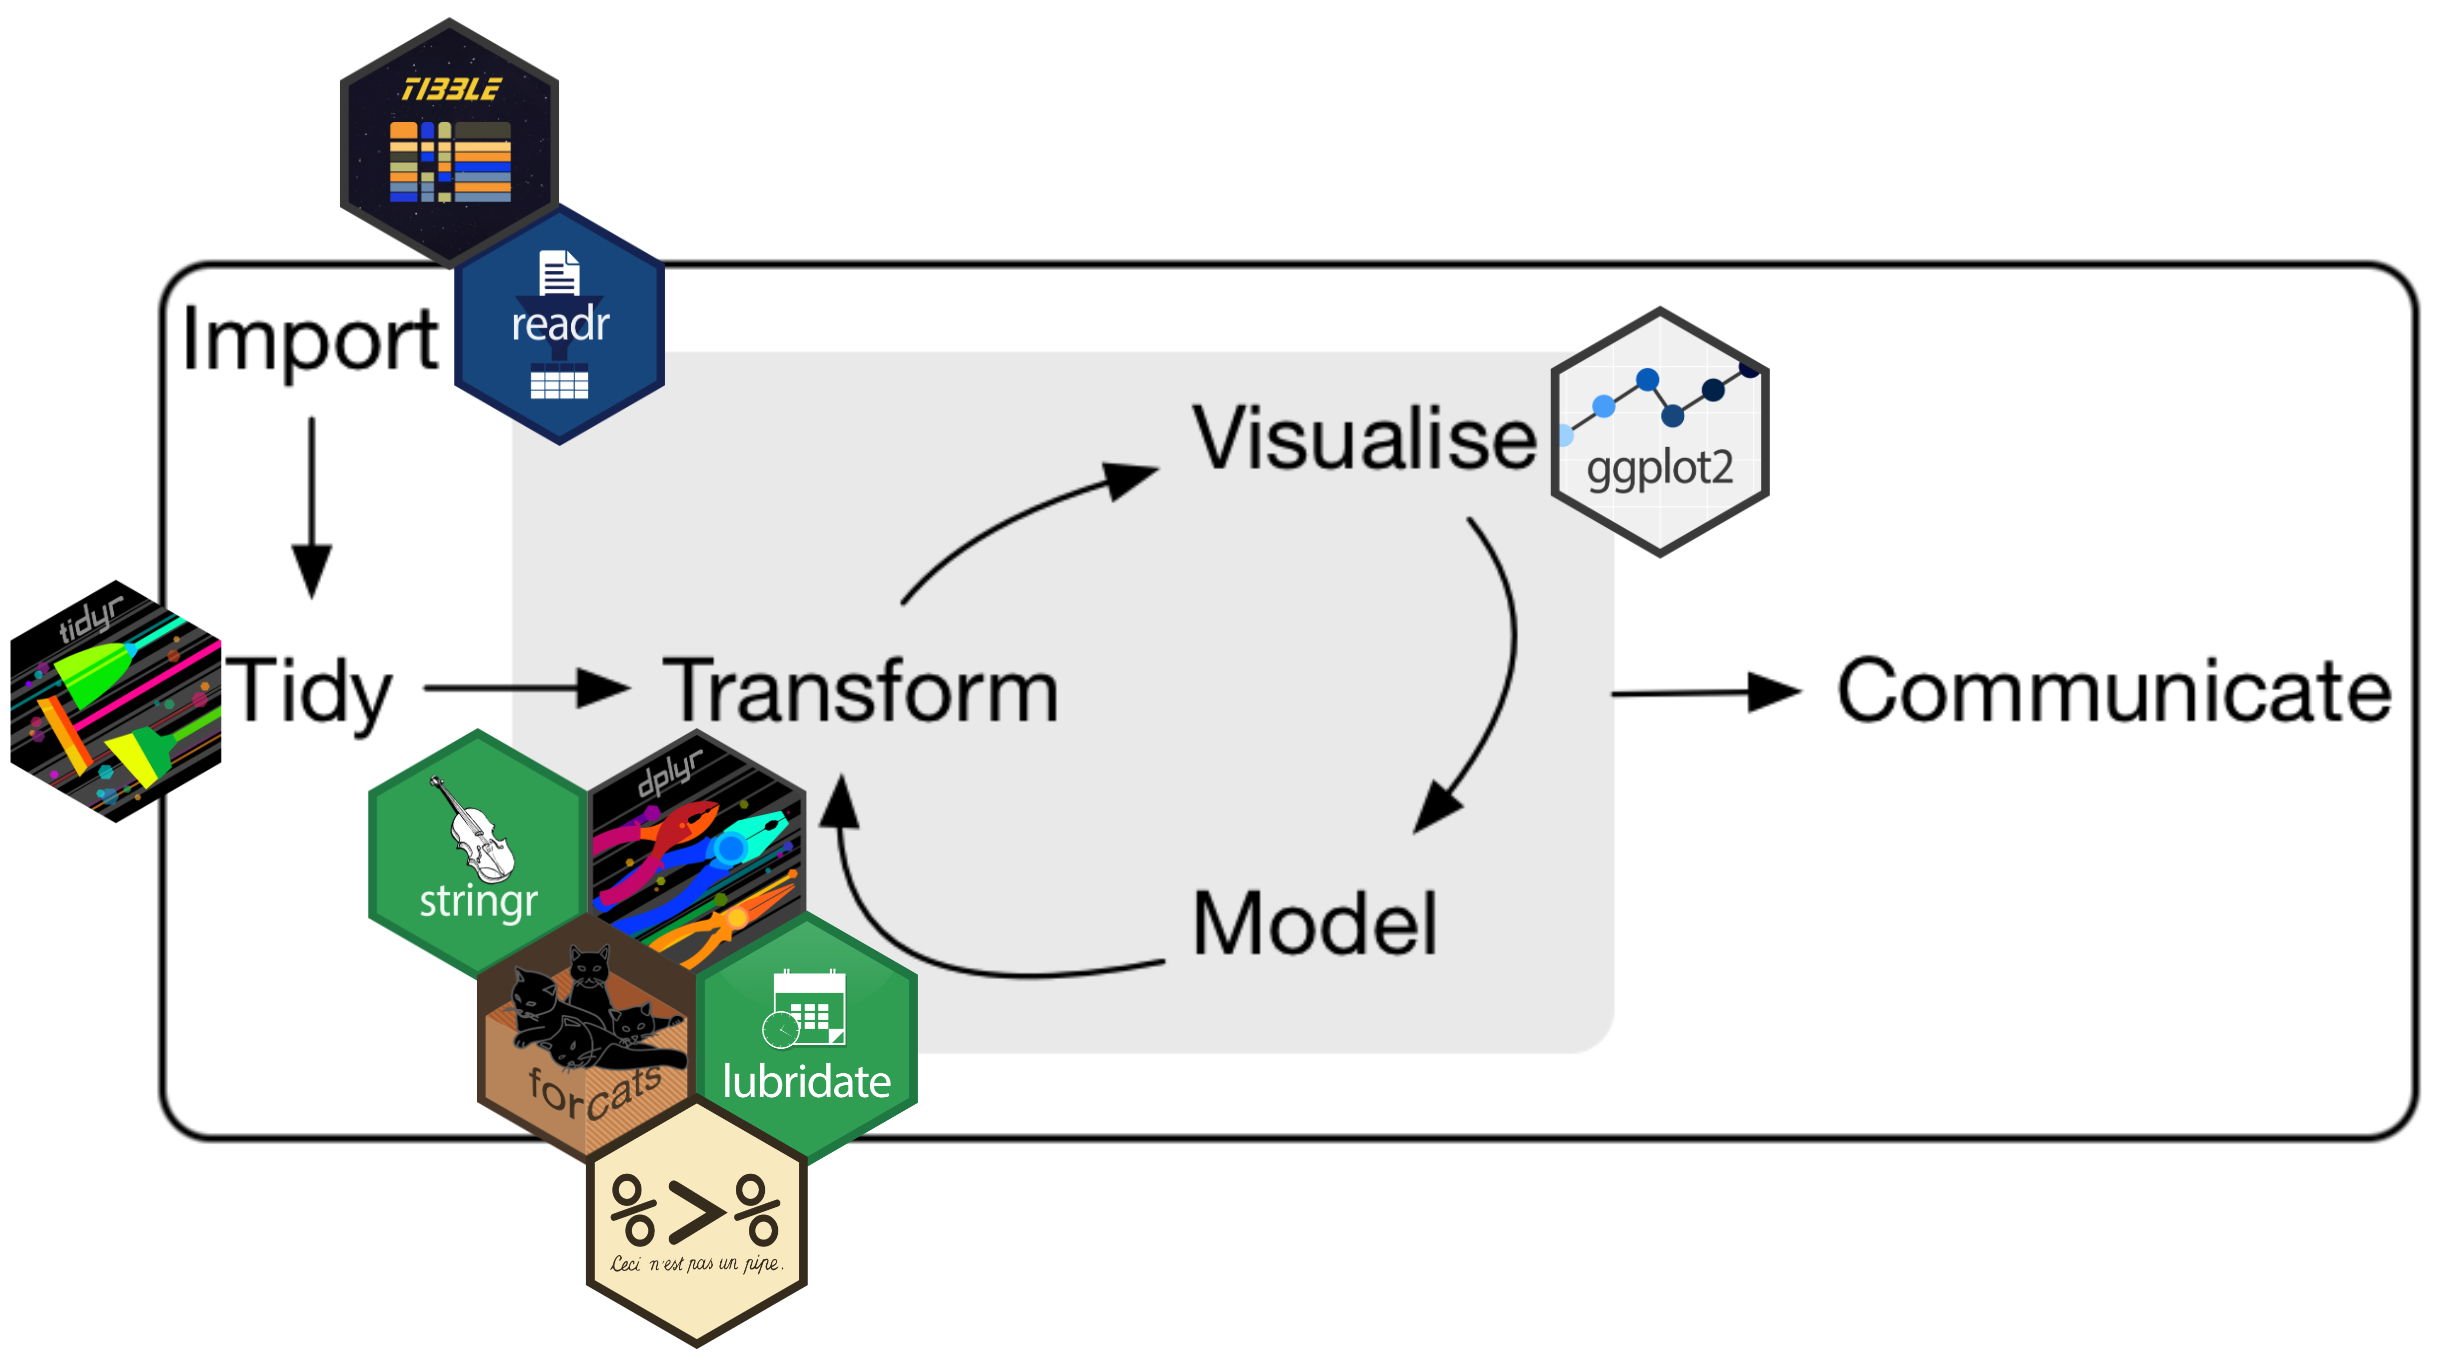 TIBBLE
readr
Import
Visualise
ggplot2
tidyr
Tidy
Transform
Communicate
dplyr
stringr
Model
forcats
lubridate
%>%
Ceci n'est pas un pipe.